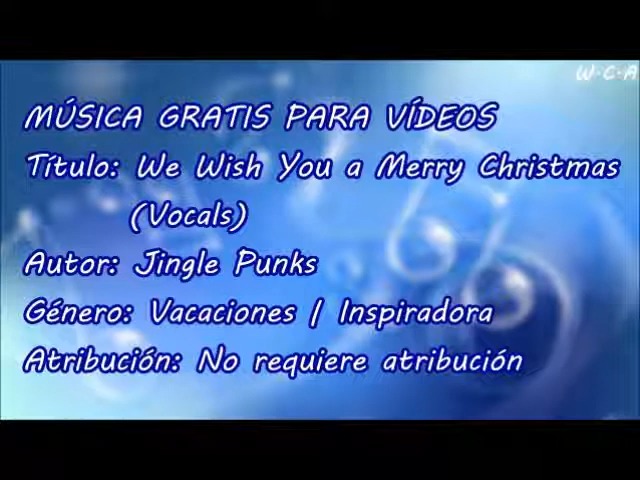 W·C·A
MÚSICA GRATIS PARA VÍDEOS
Título: We Wish You a Merry Christmas
(Vocals)
Autor: Jingle Punks
Género: Vacaciones / Inspiradora
Atribución: No requiere atribución